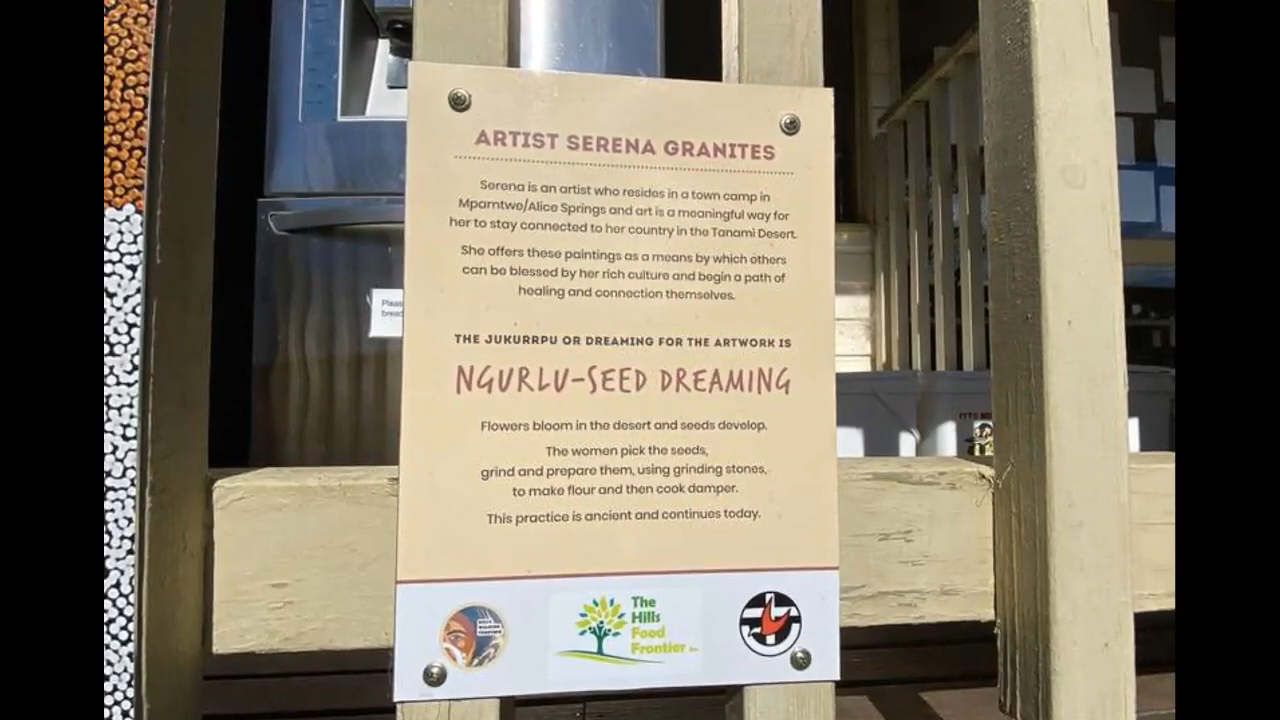 ARTIST SERENA GRANITES
Serena is an artist who resides in a town camp in
Mparntwe/Alice Springs and art is a meaningful way for
her to stay connected to her country in the Tanami Desert.
She offers these paintings as a means by which others
can be blessed by her rich culture and begin a path of
healing and connection themselves.
THE JUKURRPU OR DREAMING FOR THE ARTWORK IS
NGURLU-SEED DREAMING
Flowers bloom in the desert and seeds develop.
The women pick the seeds,
grind and prepare them, using grinding stones,
to make flour and then cook damper.
This practice is ancient and continues today.
The
Hills
Food
Frontier